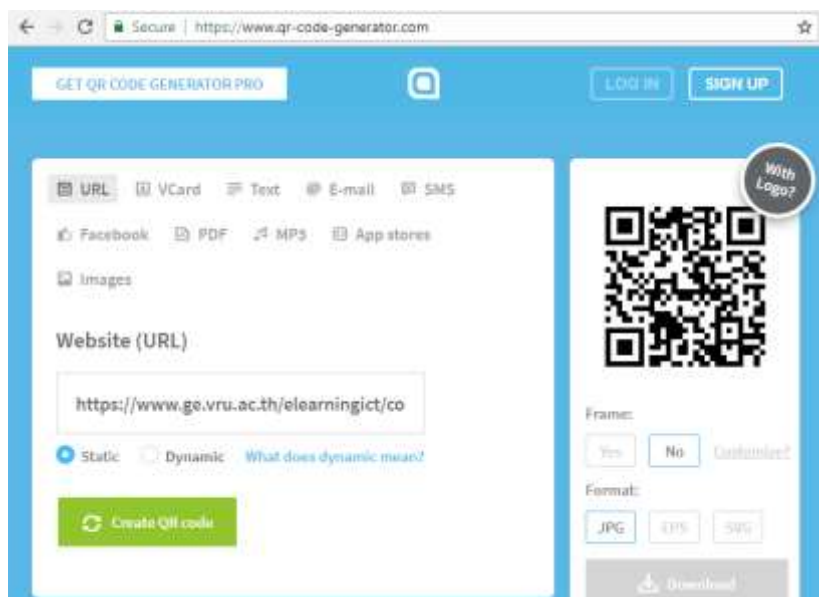 Secure | https://www.qr-code-generator.com
GET QR CODE GENERATOR PRO
LOG IN
SIGN UP
URL VCard Text E-mail SMS
Facebook PDF MP3 App stores
Images
Website (URL)
https://www.ge.vru.ac.th/elearningict/co
Static Dynamic What does dynamic mean?
Create QR code
With
Logo?
Frame:
Yes No Customize?
Format:
JPG EPS SVG
Download